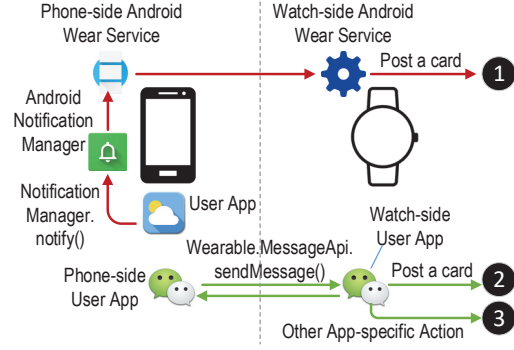 Phone-side Android
Wear Service
Watch-side Android
Wear Service
Post a card
1
Android
Notification
Manager
Notification
Manager.
notify()
User App
Watch-side
User App
Wearable.MessageApi.
sendMessage()
Phone-side
User App
Post a card
2
3
Other App-specific Action